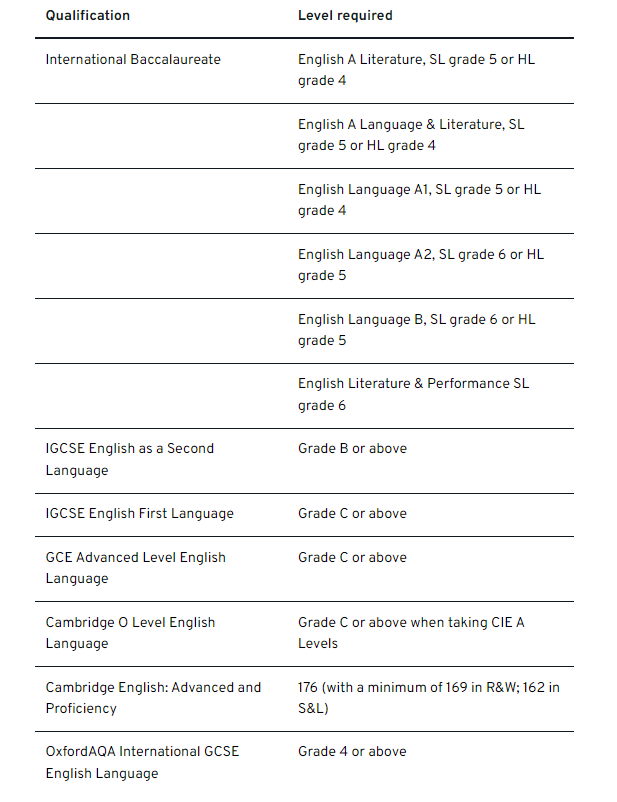 Qualification Level required
International Baccalaureate English A Literature, SL grade 5 or HL
grade 4
English A Language & Literature, SL
grade 5 or HL grade 4
English Language A1, SL grade 5 or HL
grade 4
English Language A2, SL grade 6 or HL
grade 5
English Language B, SL grade 6 or HL
grade 5
English Literature & Performance SL
grade 6
IGCSE English as a Second Grade B or above
Language
IGCSE English First Language Grade C or above
GCE Advanced Level English Grade C or above
Language
Cambridge O Level English Grade C or above when taking CIE A
Language Levels
Cambridge English: Advanced and 176 (with a minimum of 169 in R&W; 162 in
Proficiency S&L)
OxfordAQA International GCSE Grade 4 or above
English Language